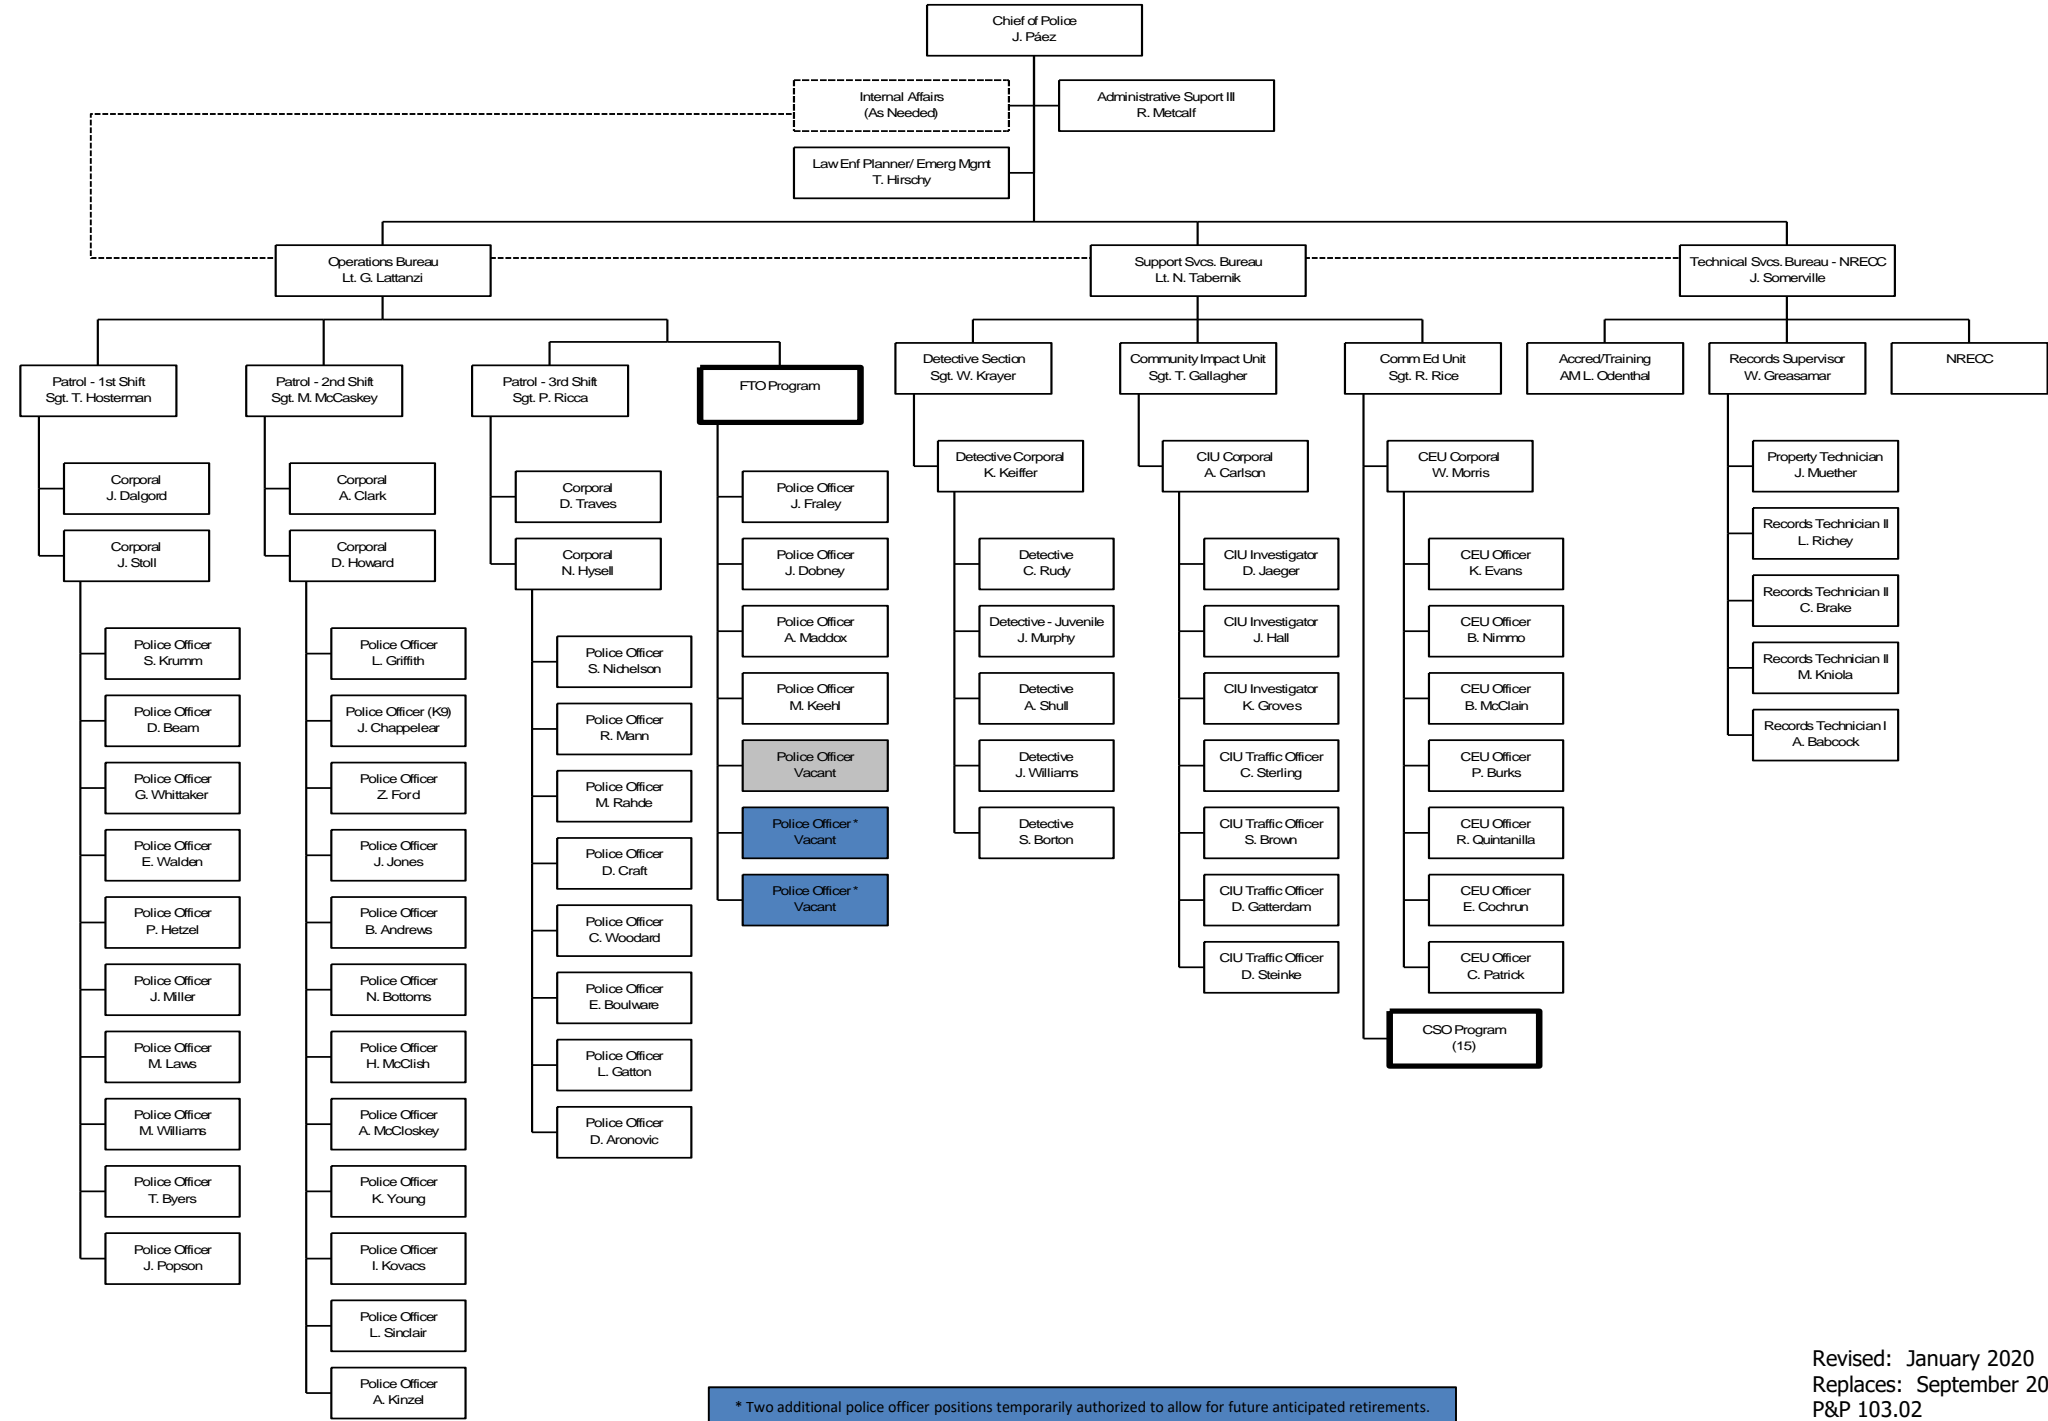 Chief of Police
J. Páez
Internal Affairs
(As Needed)
Administrative Suport III
R. Metcalf
Law Enf Planner/ Emerg Mgmt
T. Hirschy
Operations Bureau
Lt. G. Lattanzi
Support Svcs. Bureau
Lt. N. Tabernik
Technical Svcs. Bureau - NRECC
J. Somerville
Patrol - 1st Shift
Sgt. T. Hosterman
Patrol - 2nd Shift
Sgt. M. McCaskey
Patrol - 3rd Shift
Sgt. P. Ricca
FTO Program
Detective Section
Sgt. W. Krayer
Community Impact Unit
Sgt. T. Gallagher
Comm Ed Unit
Sgt. R. Rice
Accred/Training
AM L. Odenthal
Records Supervisor
W. Greasamar
NRECC
Corporal
J. Dalgord
Corporal
J. Stoll
Police Officer
S. Krumm
Police Officer
D. Beam
Police Officer
G. Whittaker
Police Officer
E. Walden
Police Officer
P. Hetzel
Police Officer
J. Miller
Police Officer
M. Laws
Police Officer
M. Williams
Police Officer
T. Byers
Police Officer
J. Popson
Corporal
A. Clark
Corporal
D. Howard
Police Officer
L. Griffith
Police Officer (K9)
J. Chappelear
Police Officer
Z. Ford
Police Officer
J. Jones
Police Officer
B. Andrews
Police Officer
N. Bottoms
Police Officer
H. McClish
Police Officer
A. McCloskey
Police Officer
K. Young
Police Officer
I. Kovacs
Police Officer
L. Sinclair
Police Officer
A. Kinzel
Corporal
D. Traves
Corporal
N. Hysell
Police Officer
S. Nichelson
Police Officer
R. Mann
Police Officer
M. Rahde
Police Officer
D. Craft
Police Officer
C. Woodard
Police Officer
E. Boulware
Police Officer
L. Gatton
Police Officer
D. Aronovic
Police Officer
J. Fraley
Police Officer
J. Dobney
Police Officer
A. Maddox
Police Officer
M. Keehl
Police Officer
Vacant
Police Officer *
Vacant
Police Officer *
Vacant
Detective Corporal
K. Keiffer
Detective
C. Rudy
Detective - Juvenile
J. Murphy
Detective
A. Shull
Detective
J. Williams
Detective
S. Borton
CIU Corporal
A. Carlson
CIU Investigator
D. Jaeger
CIU Investigator
J. Hall
CIU Investigator
K. Groves
CIU Traffic Officer
C. Sterling
CIU Traffic Officer
S. Brown
CIU Traffic Officer
D. Gatterdam
CIU Traffic Officer
D. Steinke
CEU Corporal
W. Morris
CEU Officer
K. Evans
CEU Officer
B. Nimmo
CEU Officer
B. McClain
CEU Officer
P. Burks
CEU Officer
R. Quintanilla
CEU Officer
E. Cochrun
CEU Officer
C. Patrick
CSO Program
(15)
Property Technician
J. Muether
Records Technician II
L. Richey
Records Technician II
C. Brake
Records Technician II
M. Kniola
Records Technician I
A. Babcock
* Two additional police officer positions temporarily authorized to allow for future anticipated retirements.
Revised: January 2020
Replaces: September 20
P&P 103.02